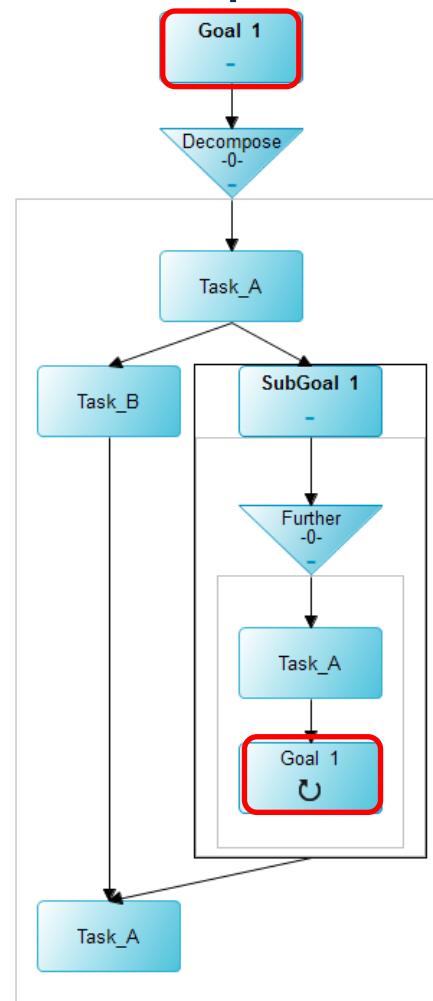 Goal 1
-
Decompose
-0-
-
Task_A
Task_B
SubGoal 1
-
Further
-0-
-
Task_A
Goal 1
↻
Task_A